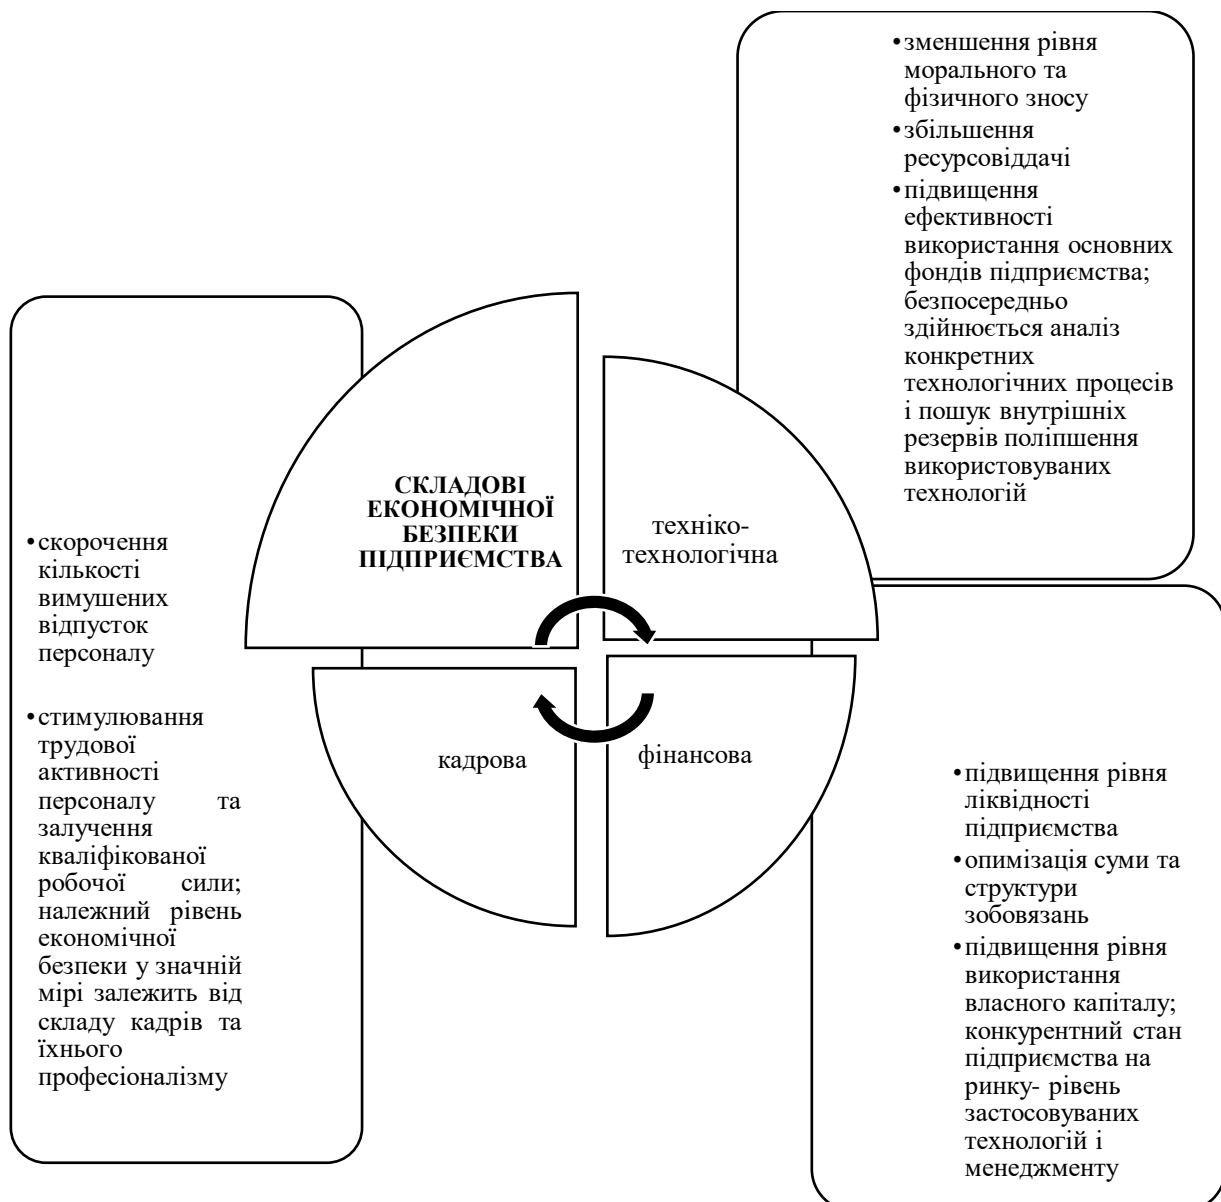 •зменшення рівня
морального та
фізичного зносу
•збільшення
ресурсовіддачі
•підвищення
ефективності
використання основних
фондів підприємства;
безпосередньо
здійнюється аналіз
конкретних
технологічних процесів
і пошук внутрішніх
резервів поліпшення
використовуваних
технологій
СКЛАДОВІ
ЕКОНОМІЧНОЇ
БЕЗПЕКИ
ПІДПРИЄМСТВА
техніко-
технологічна
•скорочення
кількості
вимушених
відпусток
персоналу
•стимулювання
трудової
активності
персоналу та
залучення
кваліфікованої
робочої сили;
належний рівень
економічної
безпеки у значній
мірі залежить від
складу кадрів та
їхнього
професіоналізму
кадрова
фінансова
•підвищення рівня
ліквідності
підприємства
•опимізація суми та
структури
зобовязань
•підвищення рівня
використання
власного капіталу;
конкурентний стан
підприємства на
ринку- рівень
застосовуваних
технологій і
менеджменту